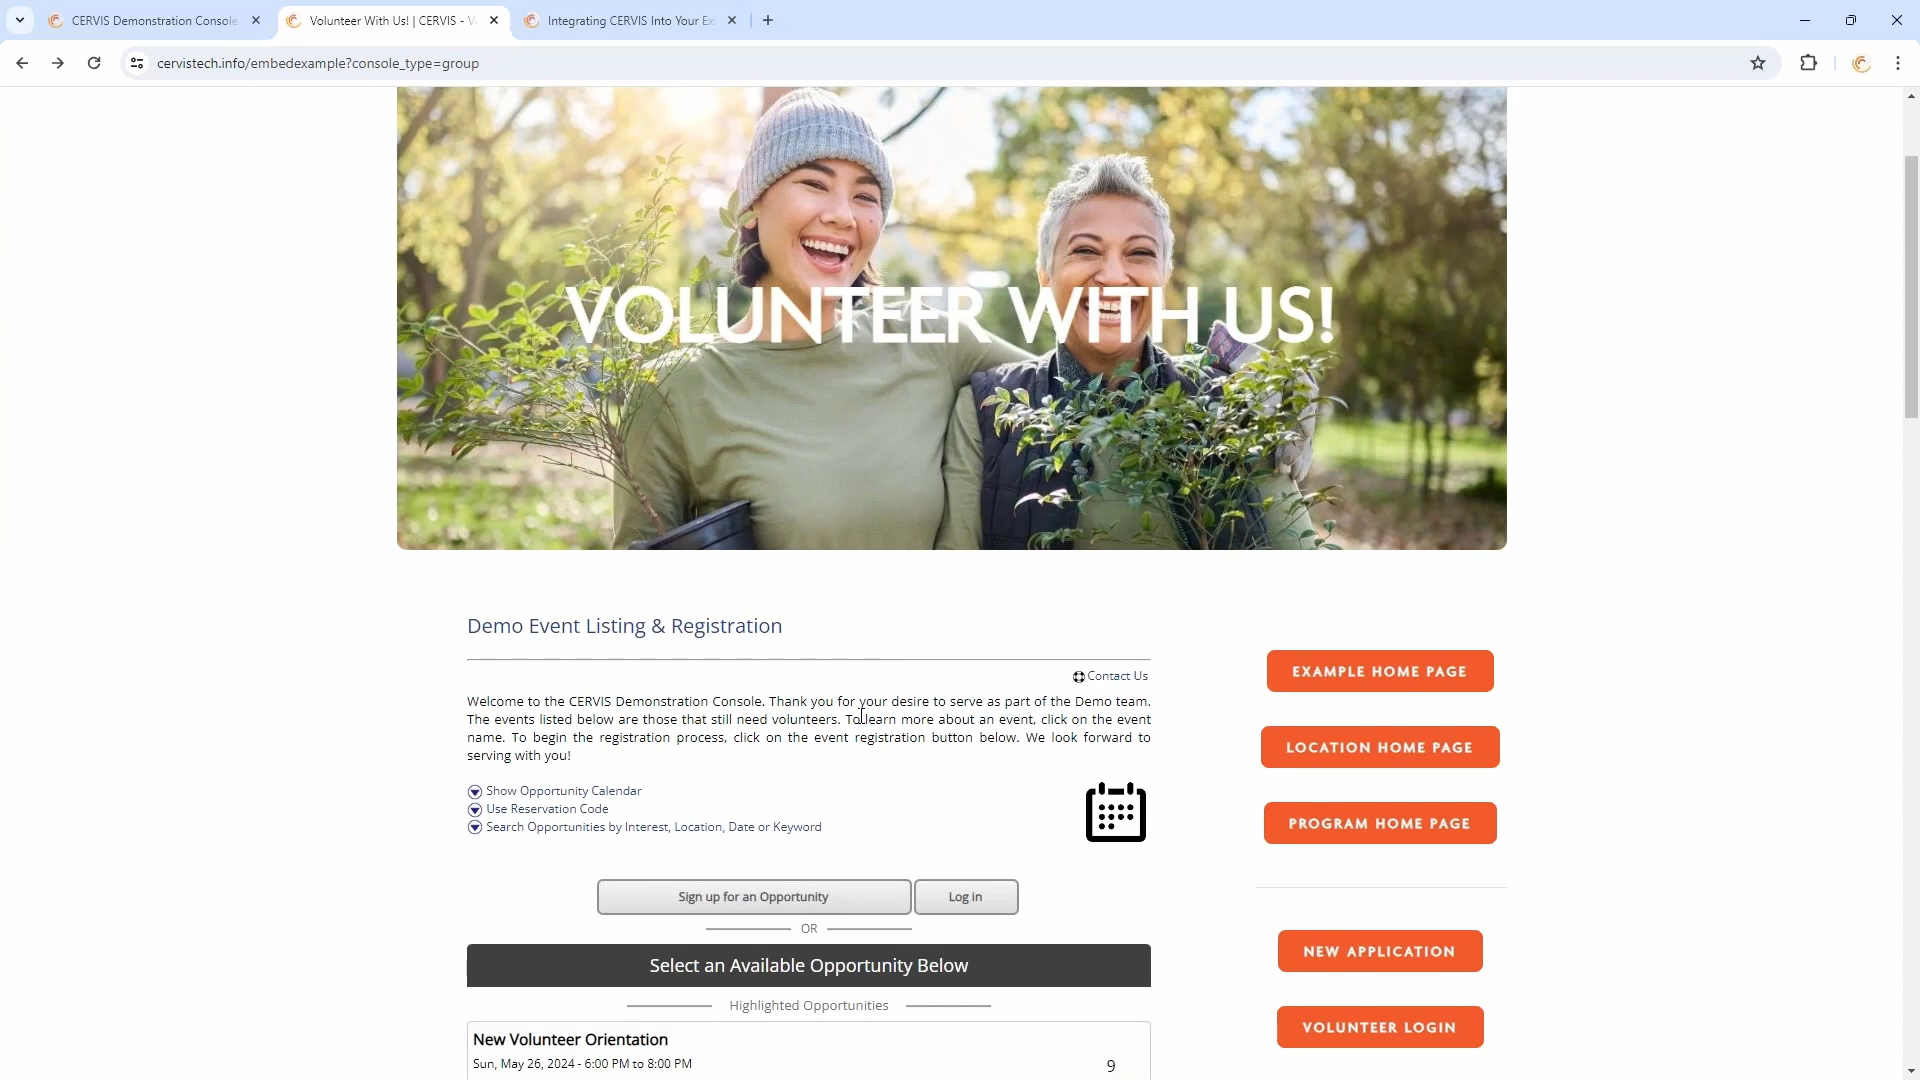 CERVIS Demonstration Console
Volunteer With Us! | CERVIS - V
Integrating CERVIS Into Your Ex
cervistech.info/embedexample?console_type=group
VOLUNTEER WITH US!
Demo Event Listing & Registration
Contact Us
Welcome to the CERVIS Demonstration Console. Thank you for your desire to serve as part of the Demo team.
The events listed below are those that still need volunteers. To learn more about an event, click on the event
name. To begin the registration process, click on the event registration button below. We look forward to
serving with you!
Show Opportunity Calendar
Use Reservation Code
Search Opportunities by Interest, Location, Date or Keyword
Sign up for an Opportunity
Log in
OR
Select an Available Opportunity Below
Highlighted Opportunities
New Volunteer Orientation
Sun, May 26, 2024 - 6:00 PM to 8:00 PM
9
EXAMPLE HOME PAGE
LOCATION HOME PAGE
PROGRAM HOME PAGE
NEW APPLICATION
VOLUNTEER LOGIN